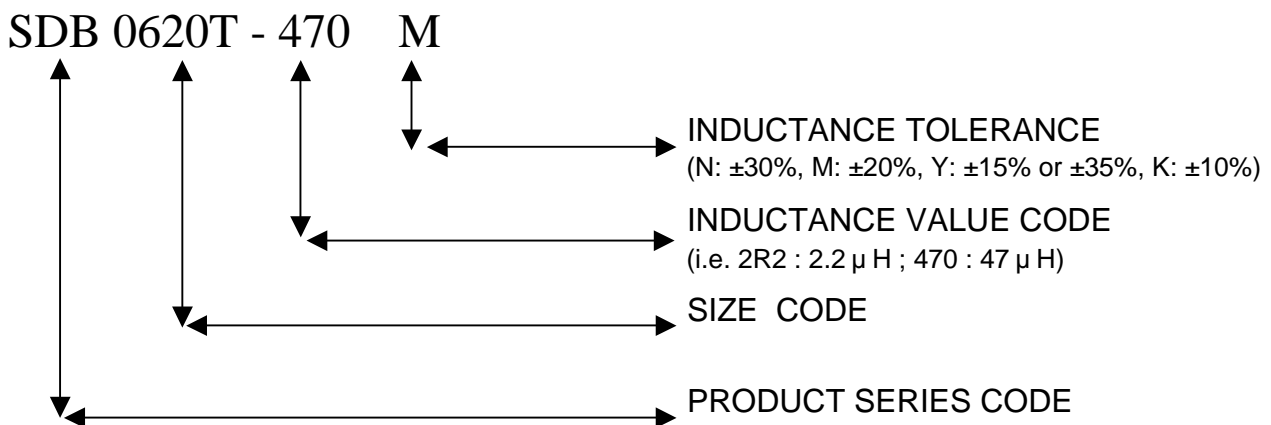 SDB 0620T - 470 M
INDUCTANCE TOLERANCE
(N: ±30%, M: ±20%, Y: ±15% or ±35%, K: ±10%)
INDUCTANCE VALUE CODE
(i.e. 2R2 : 2.2 μ H ; 470 : 47 μ H)
SIZE CODE
PRODUCT SERIES CODE